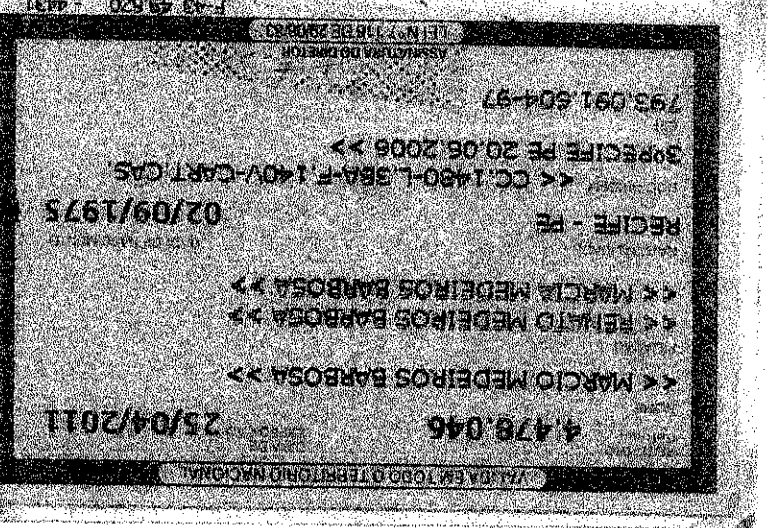 VÁLIDA EM TODO O TERRITÓRIO NACIONAL
4.478.046 25/04/2011
<< MARCIO MEDEIROS BARBOSA >>
<< RENATO MEDEIROS BARBOSA >>
<< MARCIA MEDEIROS BARBOSA >>
RECIFE - PE 02/09/1975
<< CC.1480-L.38A-F.140V-CART.CAS.
3ºRECIFE PE 20.06.2006 >>
793.091.604-97
ASSINATURA DO DIRETOR
LEI Nº 7.116 DE 29/08/83